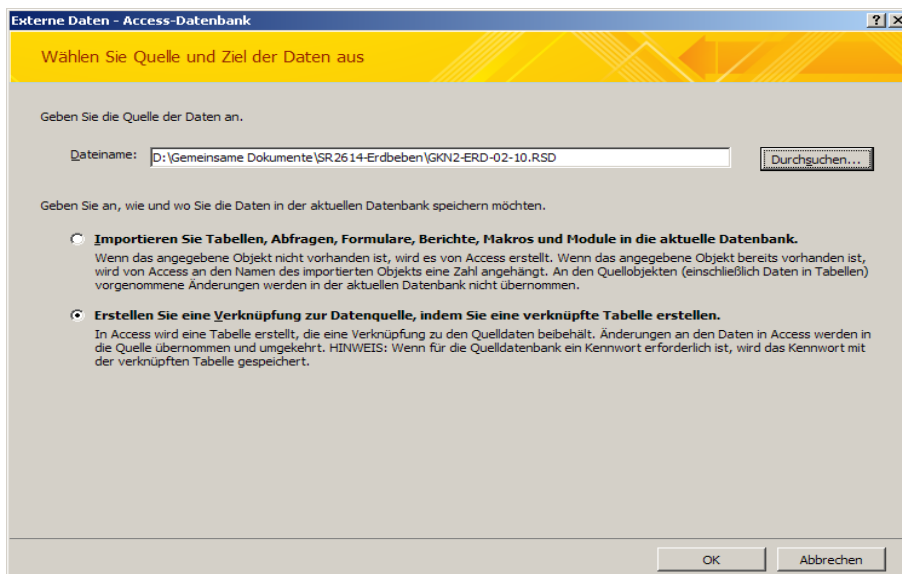 Externe Daten - Access-Datenbank
Wählen Sie Quelle und Ziel der Daten aus
Geben Sie die Quelle der Daten an.
Dateiname: D:\Gemeinsame Dokumente\SR2614-Erdbeben\GKN2-ERD-02-10.RSD Durchsuchen...
Geben Sie an, wie und wo Sie die Daten in der aktuellen Datenbank speichern möchten.
Importieren Sie Tabellen, Abfragen, Formulare, Berichte, Makros und Module in die aktuelle Datenbank.
Wenn das angegebene Objekt nicht vorhanden ist, wird es von Access erstellt. Wenn das angegebene Objekt bereits vorhanden ist,
wird von Access an den Namen des importierten Objekts eine Zahl angehängt. An den Quellobjekten (einschließlich Daten in Tabellen)
vorgenommene Änderungen werden in der aktuellen Datenbank nicht übernommen.
Erstellen Sie eine Verknüpfung zur Datenquelle, indem Sie eine verknüpfte Tabelle erstellen.
In Access wird eine Tabelle erstellt, die eine Verknüpfung zu den Quelldaten beibehält. Änderungen an den Daten in Access werden in
die Quelle übernommen und umgekehrt. HINWEIS: Wenn für die Quelldatenbank ein Kennwort erforderlich ist, wird das Kennwort mit
der verknüpften Tabelle gespeichert.
OK Abbrechen